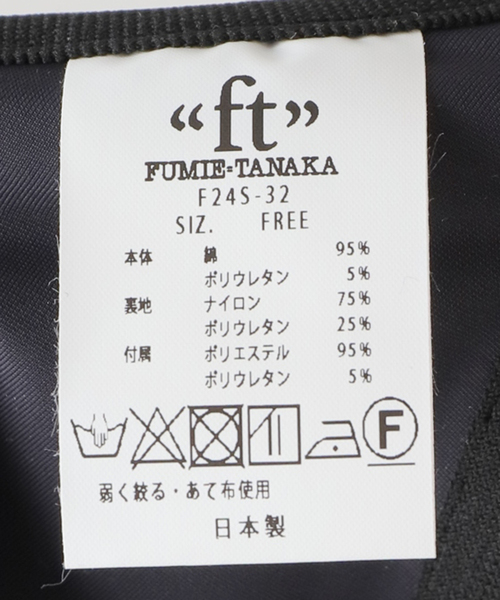 “ft”
FUMIE=TANAKA
F24S-32
SIZ. FREE
本体 綿 95%
ポリウレタン 5%
裏地 ナイロン 75%
ポリウレタン 25%
付属 ポリエステル 95%
ポリウレタン 5%
F
弱く絞る・あて布使用
日本製